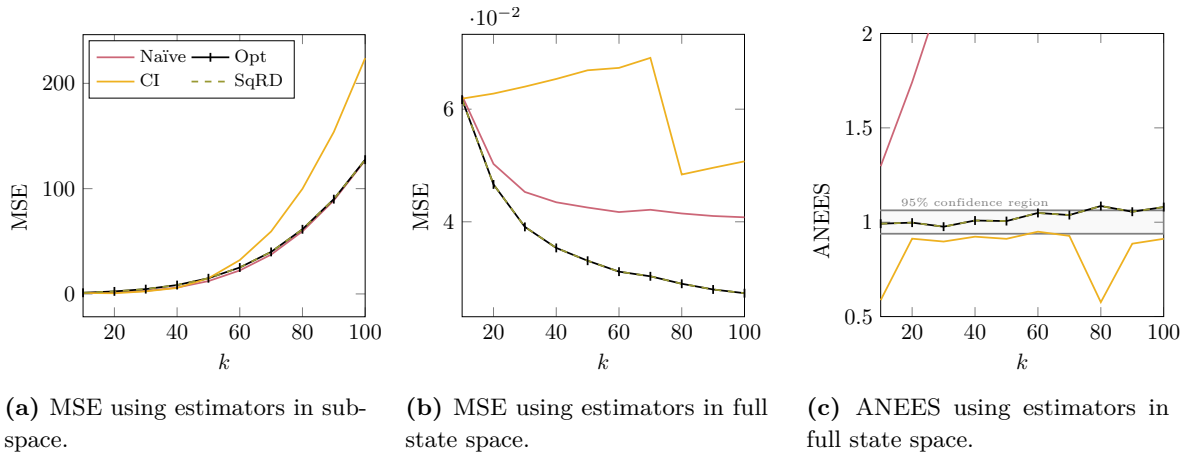 ·10⁻²
Naïve
Opt
CI
SqRD
200
100
0
MSE
20 40 60 80 100
k
6
4
MSE
20 40 60 80 100
k
2
1.5
1
0.5
ANEES
95% confidence region
20 40 60 80 100
k
(a) MSE using estimators in sub-
space.
(b) MSE using estimators in full
state space.
(c) ANEES using estimators in
full state space.